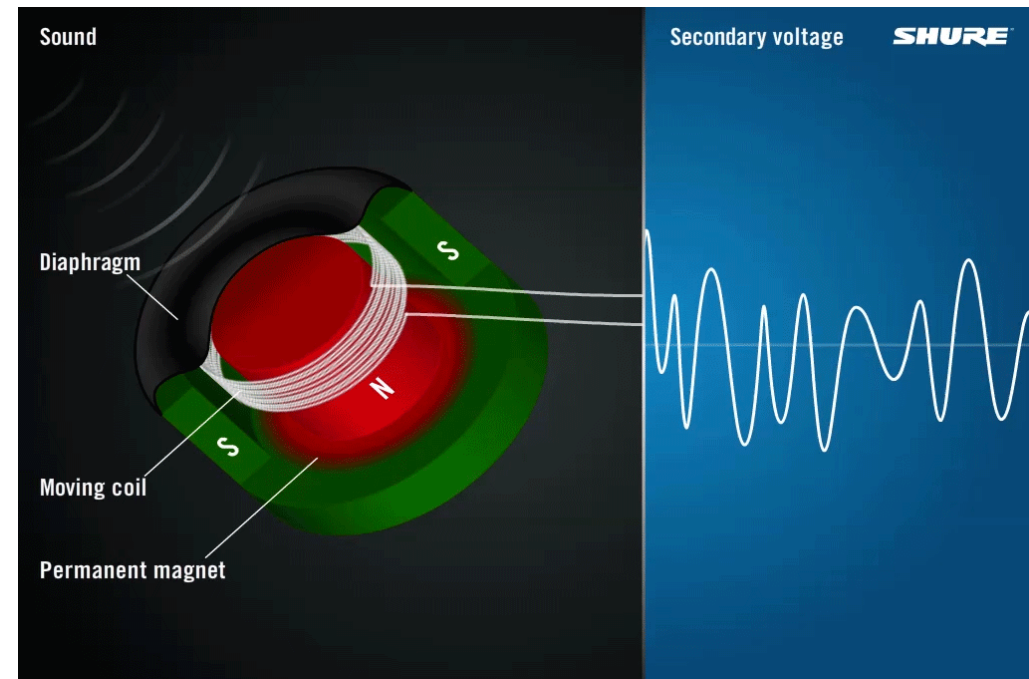 Sound
Secondary voltage
SHURE
S
Diaphragm
N
S
Moving coil
Permanent magnet